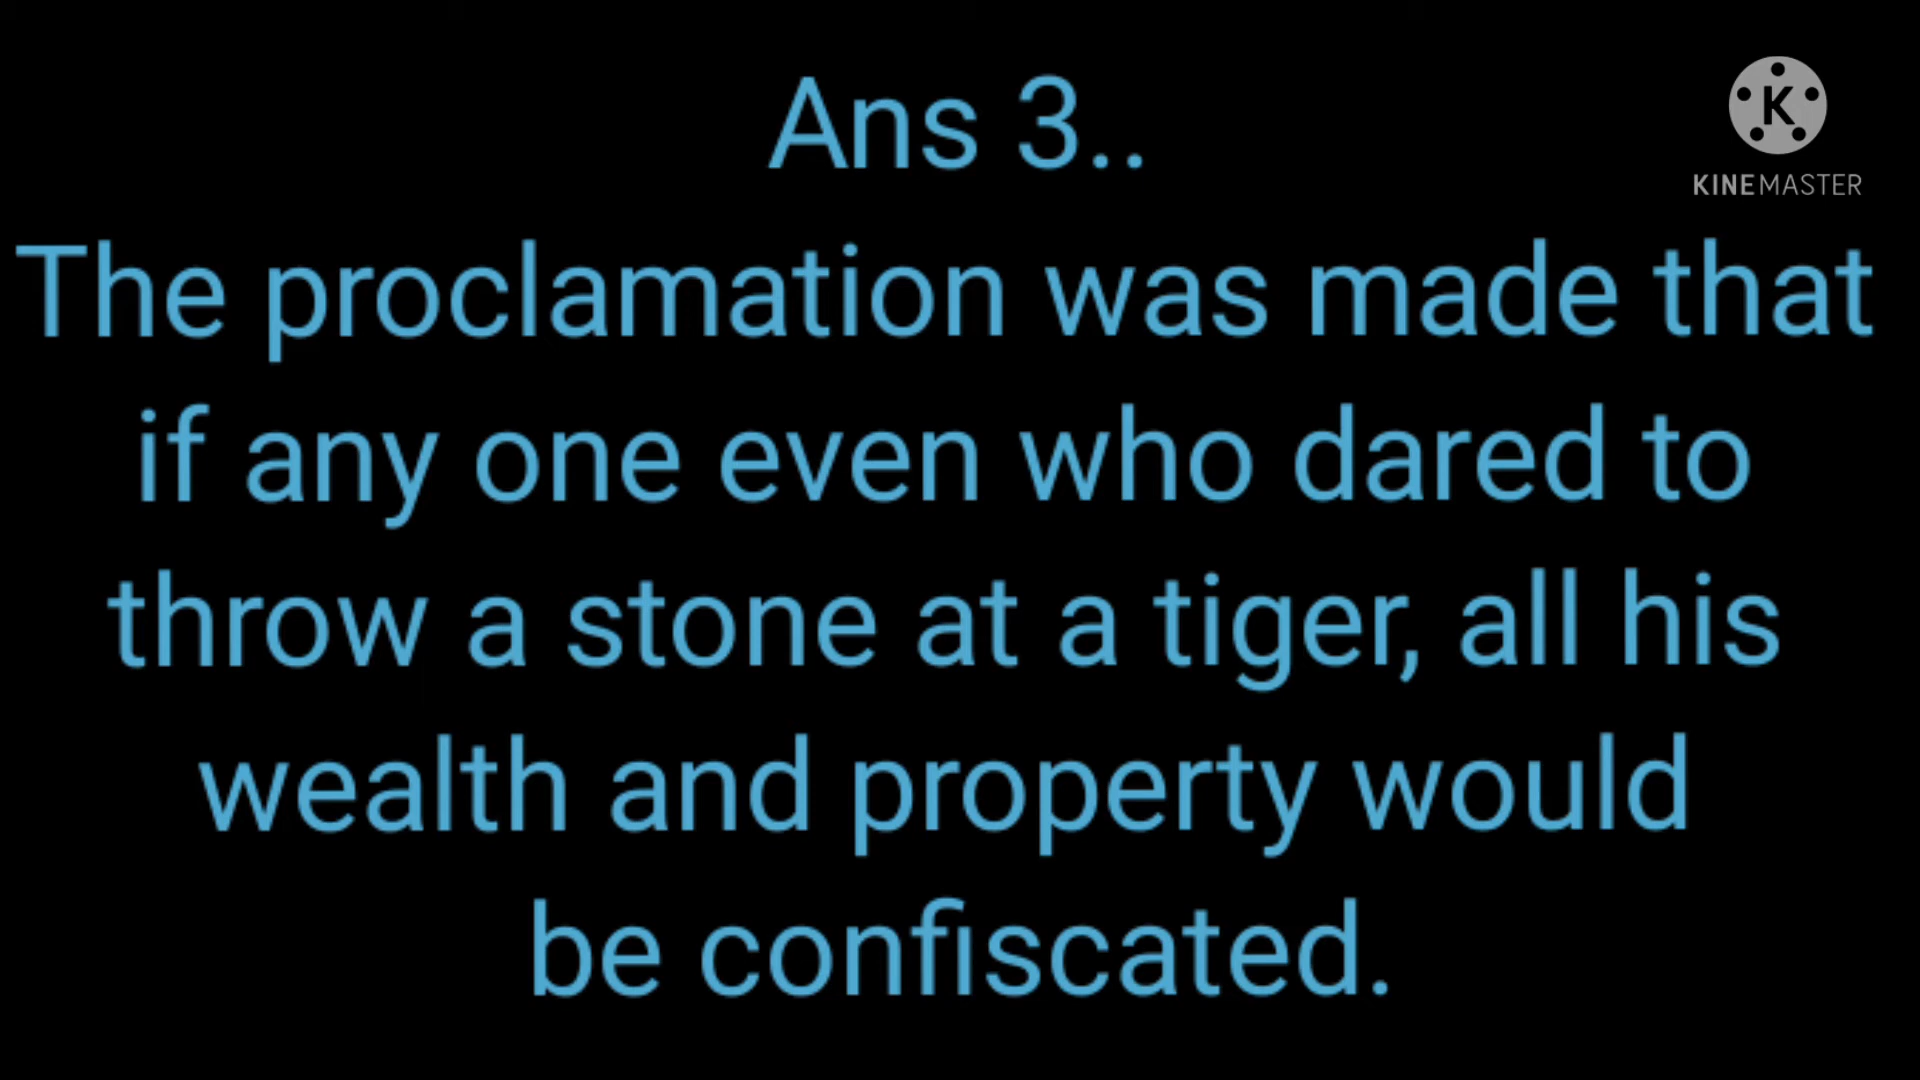 Ans 3..
K
KINEMASTER
The proclamation was made that
if any one even who dared to
throw a stone at a tiger, all his
wealth and property would
be confiscated.